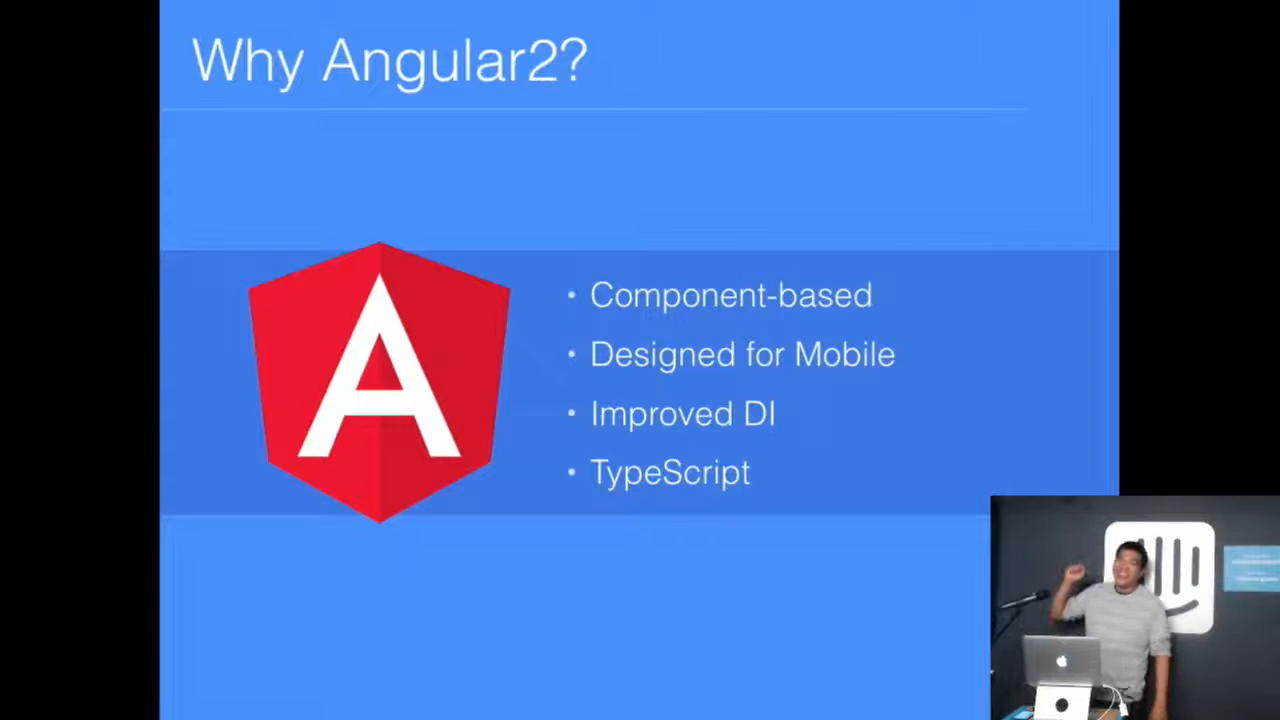 Why Angular2?
• Component-based
• Designed for Mobile
• Improved DI
• TypeScript